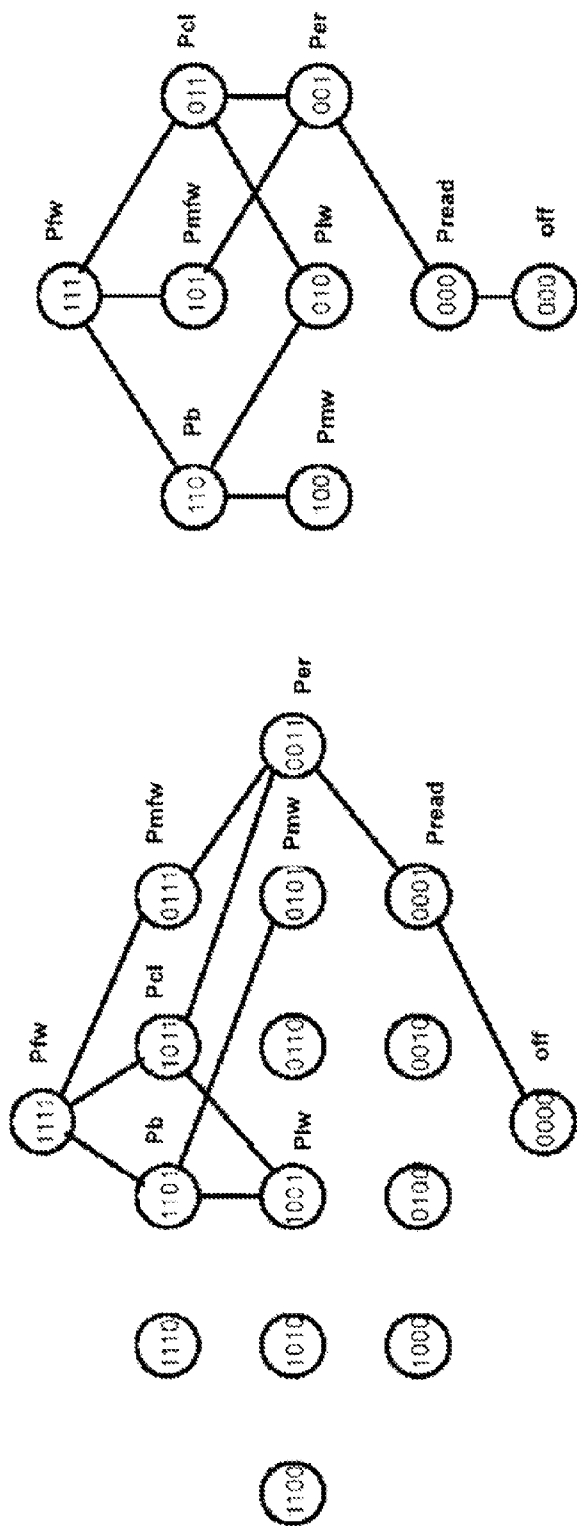 Pfw
1111
Pb Pcl Pmfw
1110 1101 1011 0111
Plw Pmw Per
1100 1010 1001 0110 0101 0011
Pread
1000 0100 0010 0001
off
0000
Pfw
111
Pb Pmfw Pcl
110 101 011
Pmw Plw Per
100 010 001
Pread
000
off
000